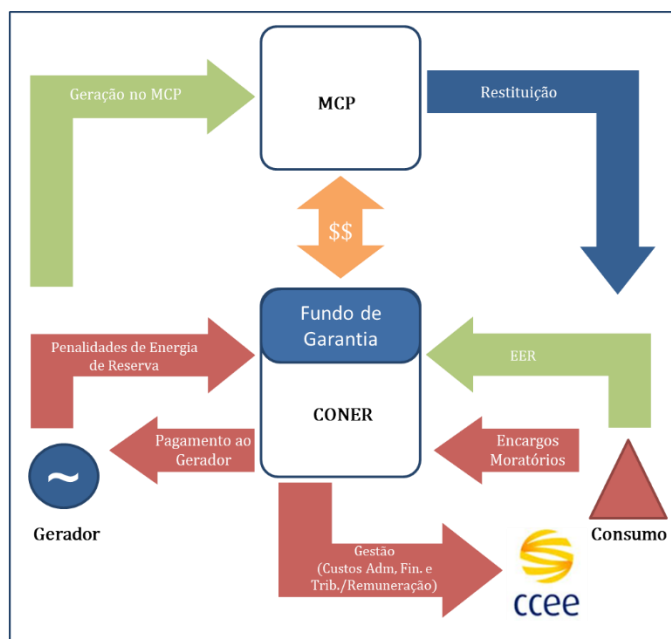 Geração no MCP
MCP
Restituição
$$
Fundo de
Garantia
Penalidades de Energia
de Reserva
EER
CONER
Pagamento ao
Gerador
Encargos
Moratórios
~
Gerador
Consumo
Gestão
(Custos Adm, Fin. e
Trib./Remuneração)
ccee